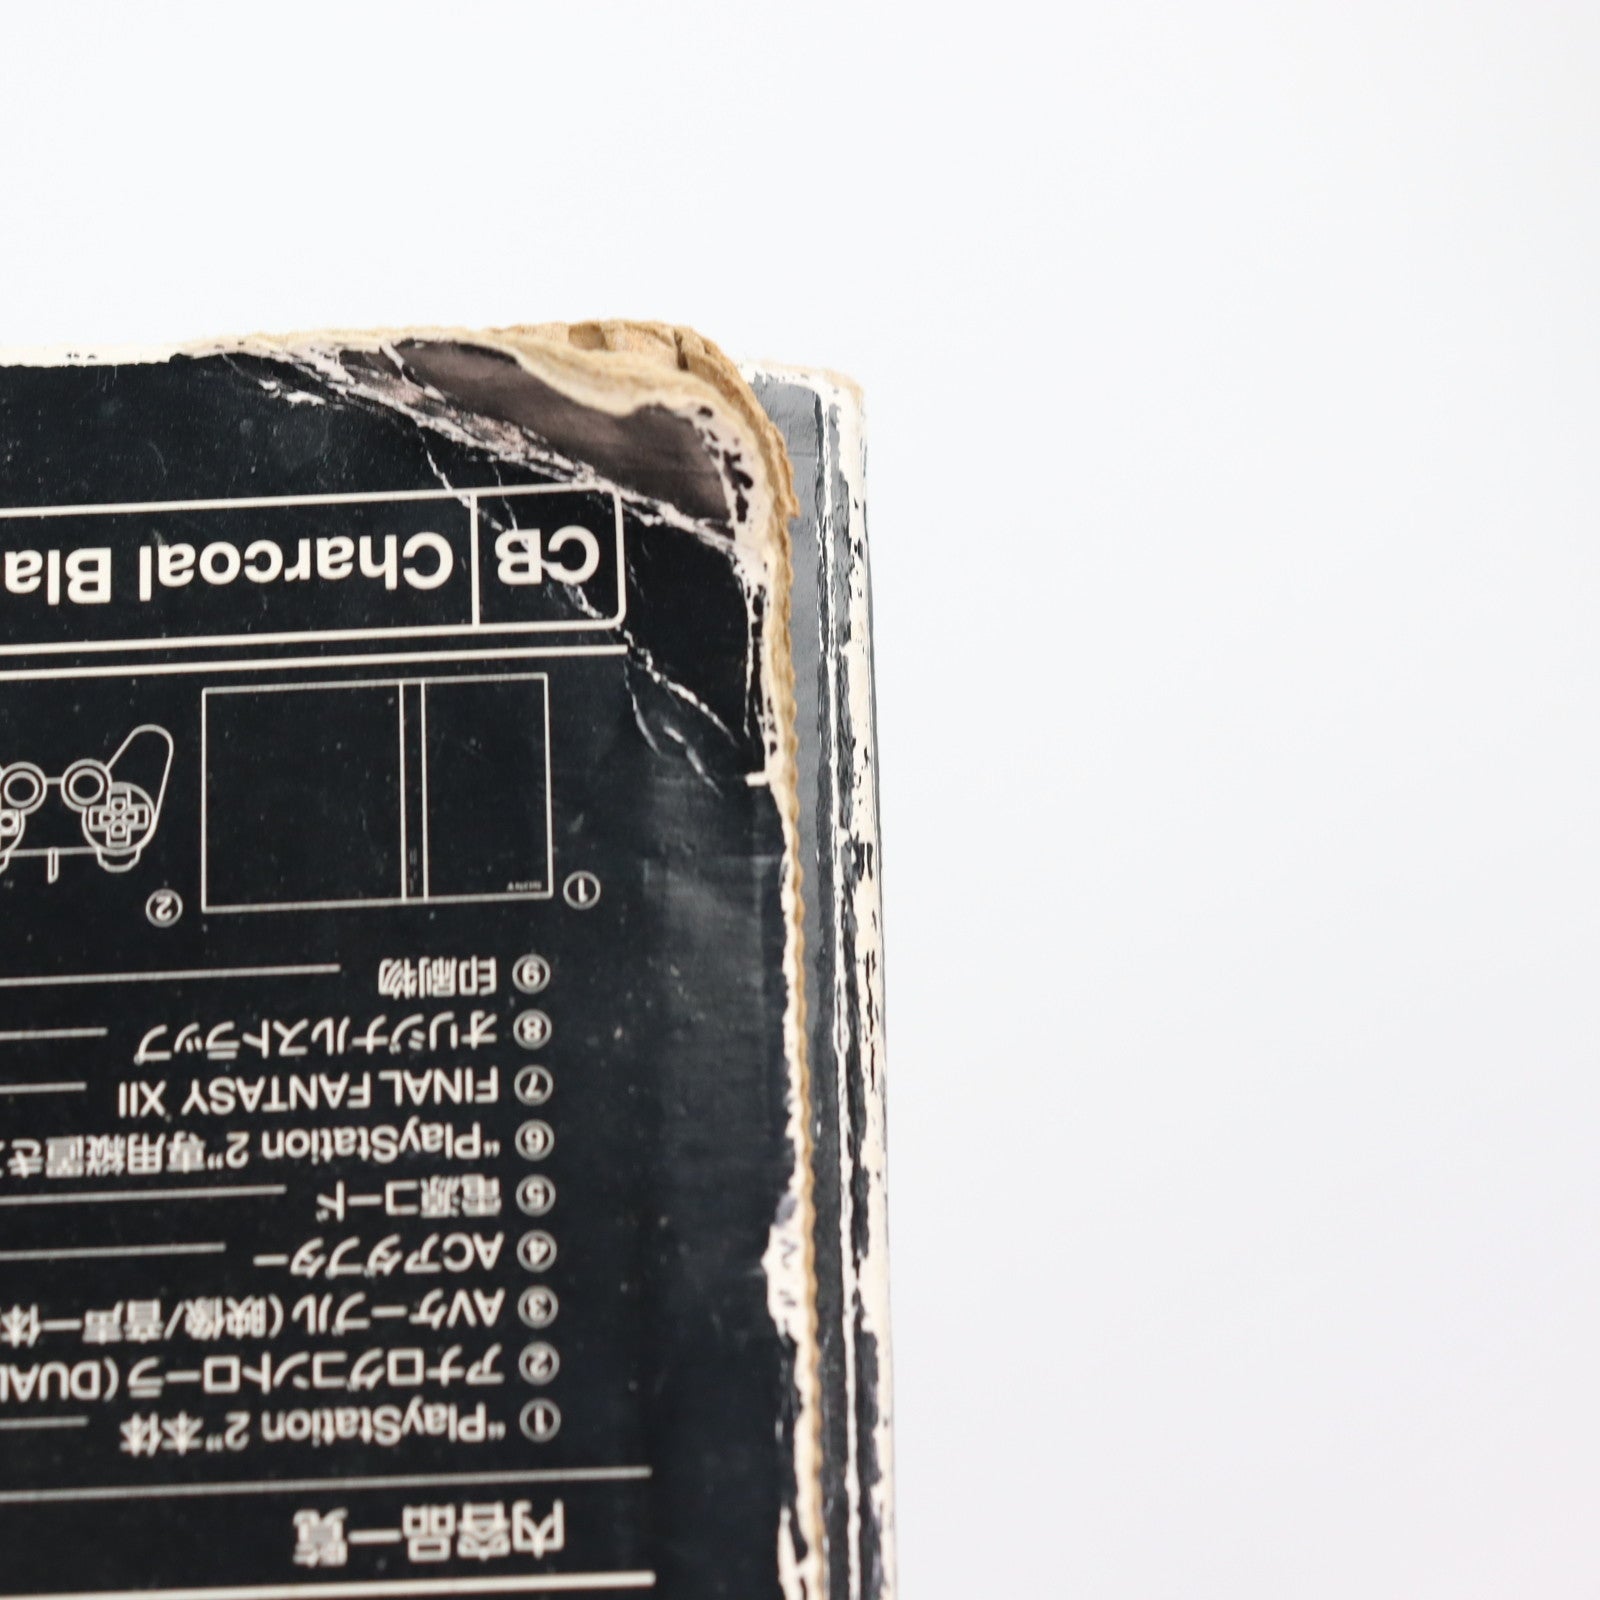 内容品一覧
① "PlayStation 2"本体
② アナログコントローラ(DUAL
③ AVケーブル(映像/音声一体
④ ACアダプター
⑤ 電源コード
⑥ "PlayStation 2"専用縦置き
⑦ FINAL FANTASY XII
⑧ オリジナルストラップ
⑨ 印刷物
① ②
SONY
CB Charcoal Bla